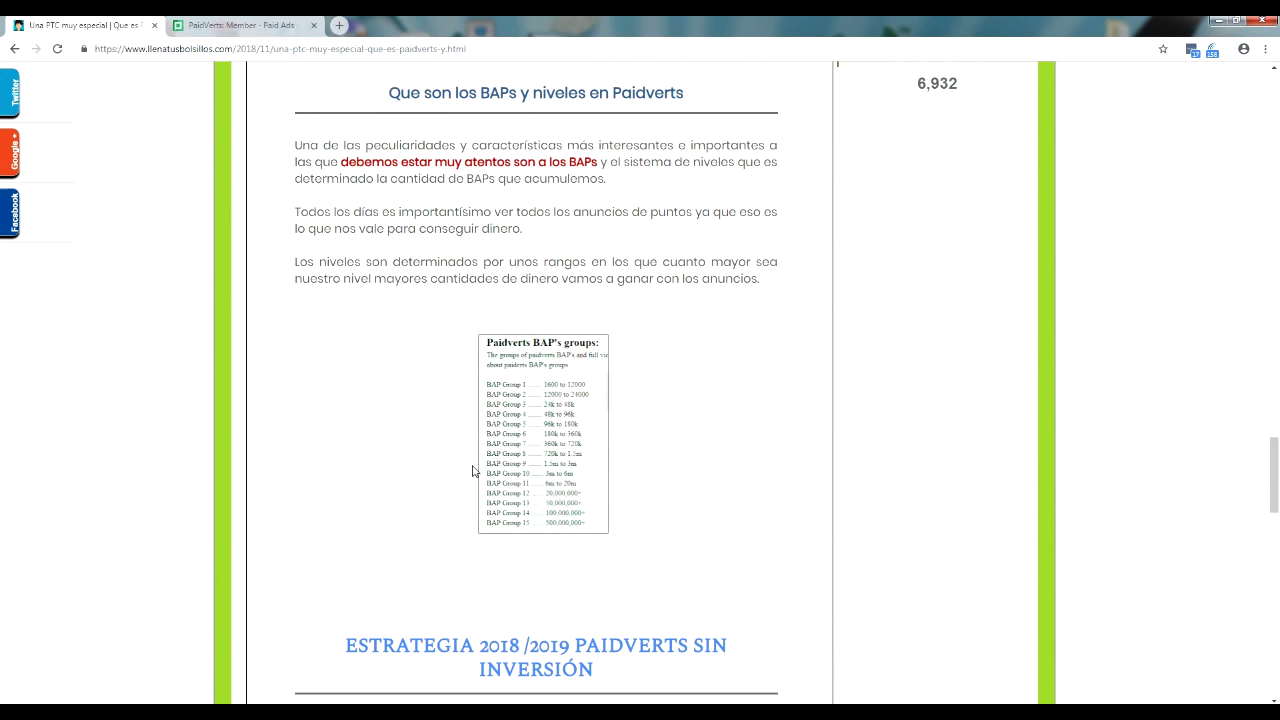 Una PTC muy especial | Que es
PaidVerts: Member - Paid Ads
https://www.llenatusbolsillos.com/2018/11/una-ptc-muy-especial-que-es-paidverts-y.html
17
158
Twitter
Google +
Facebook
6,932
Que son los BAPs y niveles en Paidverts
Una de las peculiaridades y características más interesantes e importantes a
las que debemos estar muy atentos son a los BAPs y el sistema de niveles que es
determinado la cantidad de BAPs que acumulemos.
Todos los días es importantísimo ver todos los anuncios de puntos ya que eso es
lo que nos vale para conseguir dinero.
Los niveles son determinados por unos rangos en los que cuanto mayor sea
nuestro nivel mayores cantidades de dinero vamos a ganar con los anuncios.
Paidverts BAP's groups:
The groups of paidverts BAP's and full vic
about paiderts BAP's groups
BAP Group 1 ...... 1600 to 12000
BAP Group 2 ...... 12000 to 24000
BAP Group 3 ...... 24k to 48k
BAP Group 4 ...... 48k to 96k
BAP Group 5 ...... 96k to 180k
BAP Group 6 180k to 360k
BAP Group 7 ...... 360k to 720k
BAP Group 8 ...... 720k to 1.5m
BAP Group 9 ...... 1.5m to 3m
BAP Group 10 ..... 3m to 6m
BAP Group 11 ..... 6m to 20m
BAP Group 12 ..... 20,000,000+
BAP Group 13 ..... 50,000,000+
BAP Group 14 ..... 100,000,000+
BAP Group 15 ..... 500,000,000+
ESTRATEGIA 2018 /2019 PAIDVERTS SIN
INVERSIÓN